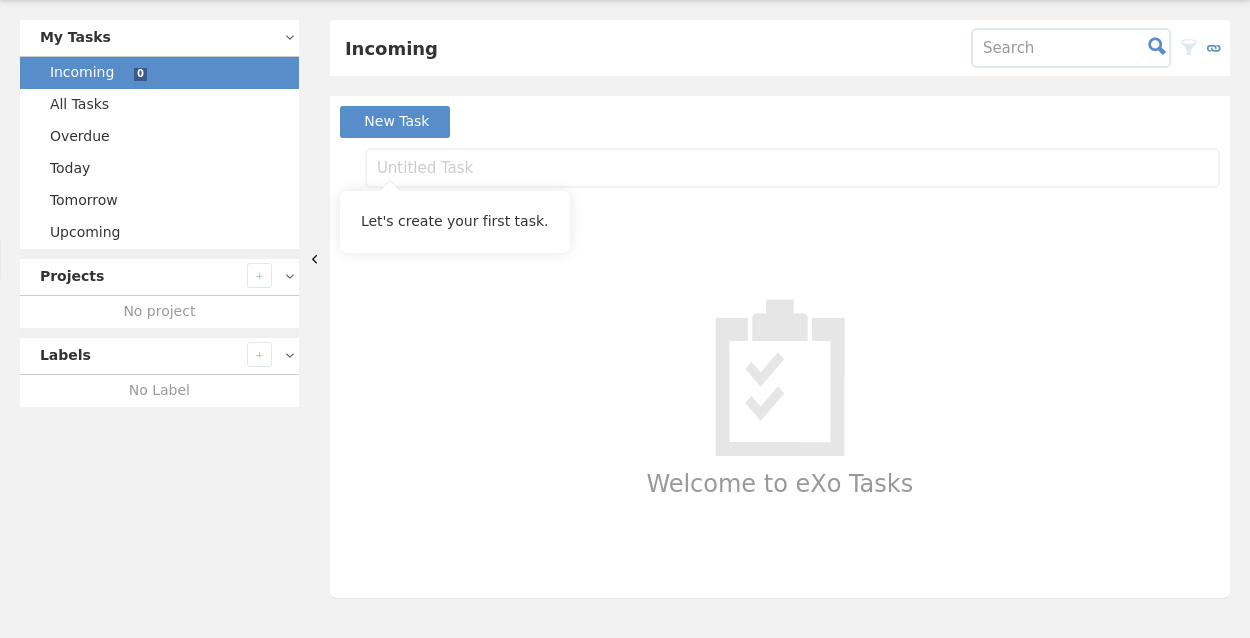 My Tasks
Incoming 0
All Tasks
Overdue
Today
Tomorrow
Upcoming
Projects +
No project
Labels +
No Label
Incoming
Search
New Task
Untitled Task
Let's create your first task.
Welcome to eXo Tasks